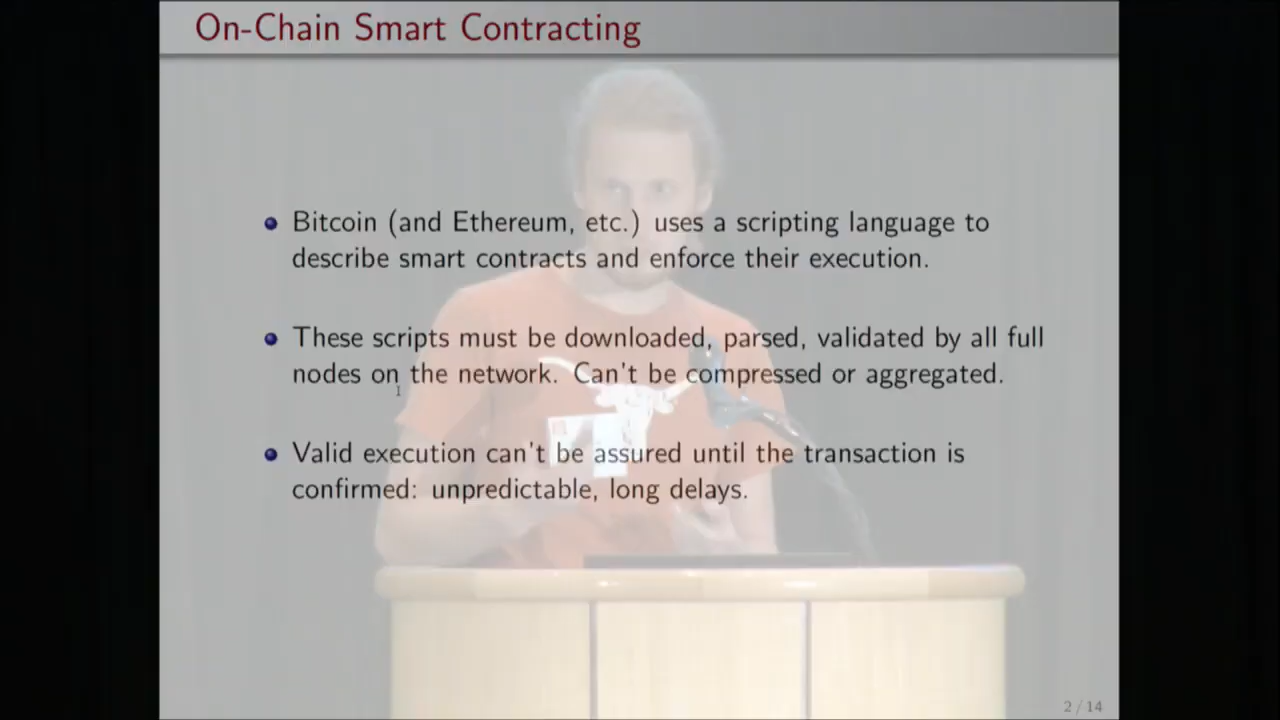 On-Chain Smart Contracting
Bitcoin (and Ethereum, etc.) uses a scripting language to
describe smart contracts and enforce their execution.
These scripts must be downloaded, parsed, validated by all full
nodes on the network. Can't be compressed or aggregated.
Valid execution can't be assured until the transaction is
confirmed: unpredictable, long delays.
2 / 14